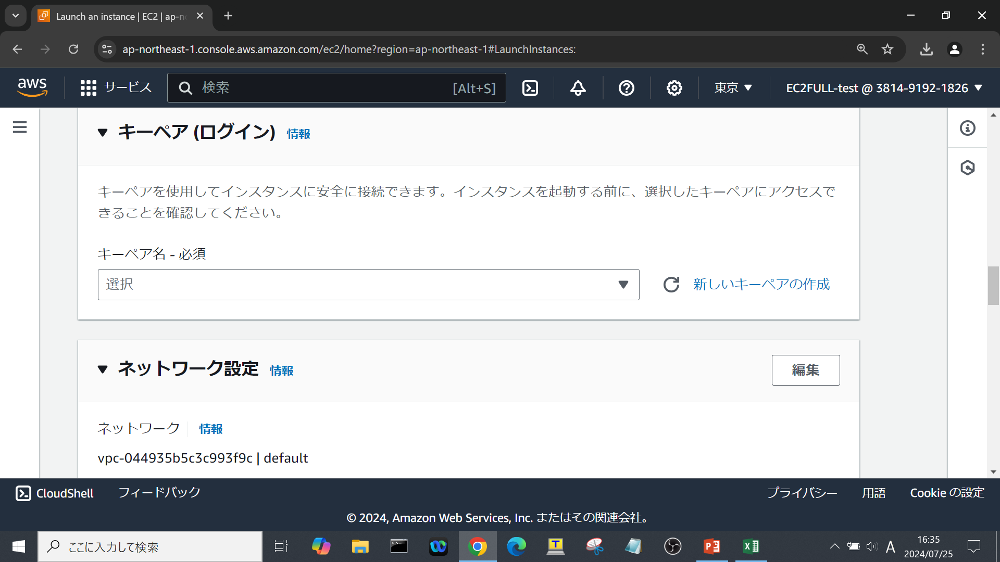 Launch an instance | EC2 | ap-n
ap-northeast-1.console.aws.amazon.com/ec2/home?region=ap-northeast-1#LaunchInstances:
aws
サービス
検索
[Alt+S]
東京
EC2FULL-test @ 3814-9192-1826
キーペア (ログイン) 情報
キーペアを使用してインスタンスに安全に接続できます。インスタンスを起動する前に、選択したキーペアにアクセスで
きることを確認してください。
キーペア名 - 必須
選択
新しいキーペアの作成
ネットワーク設定 情報
編集
ネットワーク 情報
vpc-044935b5c3c993f9c | default
CloudShell
フィードバック
プライバシー
用語
Cookie の設定
© 2024, Amazon Web Services, Inc. またはその関連会社。
ここに入力して検索
A
16:35
2024/07/25